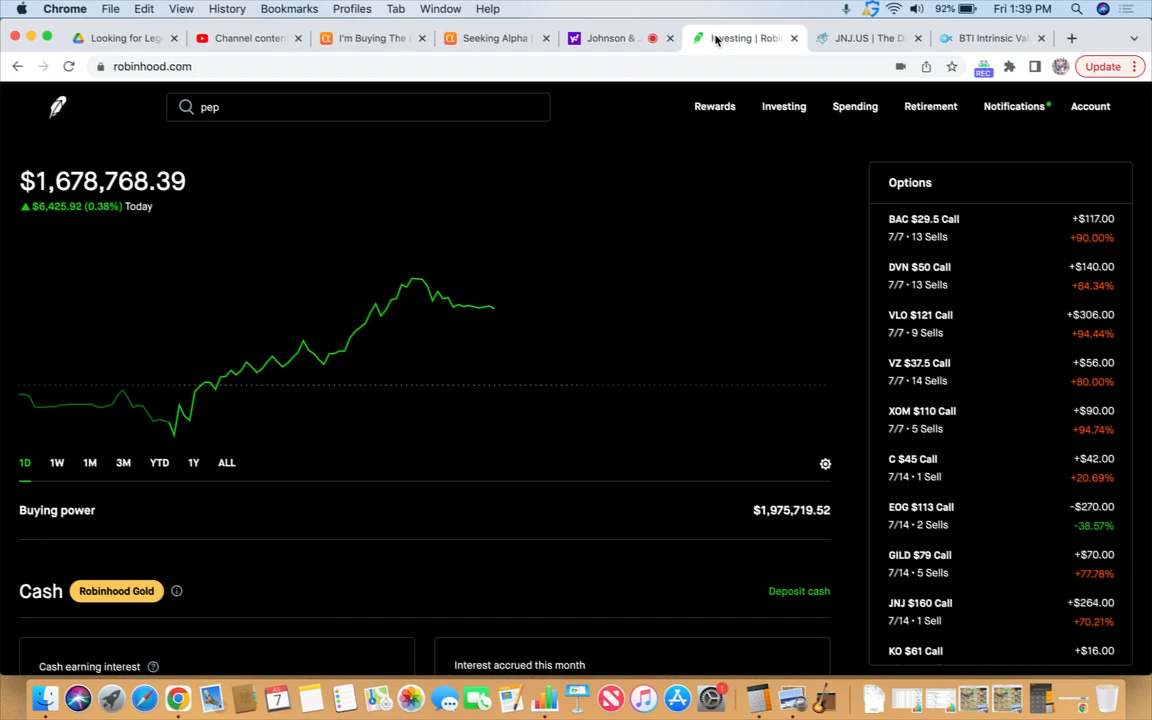 Chrome File Edit View History Bookmarks Profiles Tab Window Help 92% Fri 1:39 PM
Looking for Leg Channel conten I'm Buying The Seeking Alpha Johnson & J Investing | Robin JNJ.US | The Di BTI Intrinsic Val
robinhood.com REC Update
pep Rewards Investing Spending Retirement Notifications Account
$1,678,768.39
$6,425.92 (0.38%) Today
1D 1W 1M 3M YTD 1Y ALL
Buying power $1,975,719.52
Cash Robinhood Gold Deposit cash
Cash earning interest Interest accrued this month
Options
BAC $29.5 Call +$117.00
7/7 • 13 Sells +90.00%
DVN $50 Call +$140.00
7/7 • 13 Sells +84.34%
VLO $121 Call +$306.00
7/7 • 9 Sells +94.44%
VZ $37.5 Call +$56.00
7/7 • 14 Sells +80.00%
XOM $110 Call +$90.00
7/7 • 5 Sells +94.74%
C $45 Call +$42.00
7/14 • 1 Sell +20.69%
EOG $113 Call -$270.00
7/14 • 2 Sells -38.57%
GILD $79 Call +$70.00
7/14 • 5 Sells +77.78%
JNJ $160 Call +$264.00
7/14 • 1 Sell +70.21%
KO $61 Call +$16.00
7
1